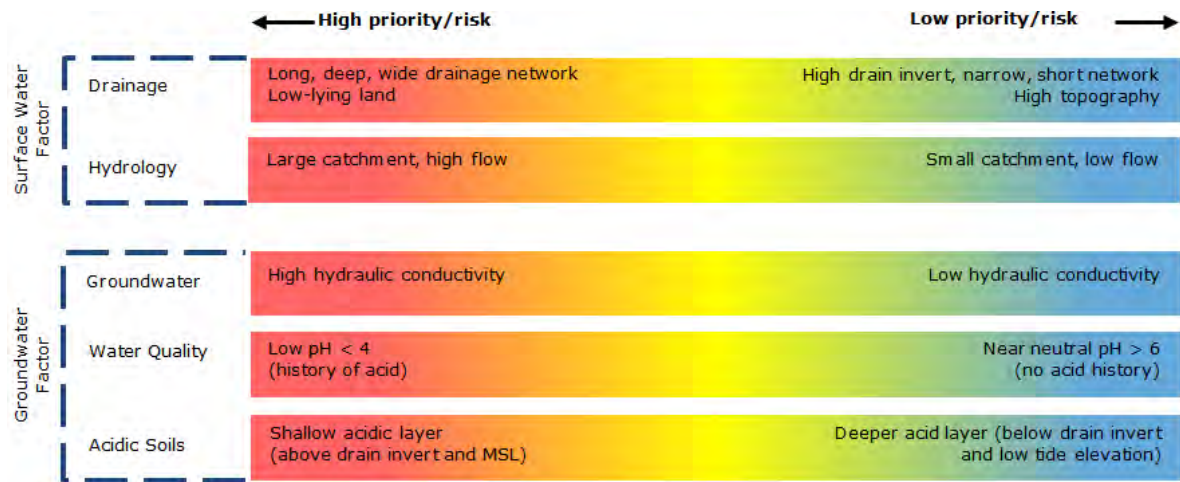 High priority/risk
Low priority/risk
Surface Water
Factor
Drainage
Long, deep, wide drainage network
Low-lying land
High drain invert, narrow, short network
High topography
Hydrology
Large catchment, high flow
Small catchment, low flow
Groundwater
Factor
Groundwater
High hydraulic conductivity
Low hydraulic conductivity
Water Quality
Low pH < 4
(history of acid)
Near neutral pH > 6
(no acid history)
Acidic Soils
Shallow acidic layer
(above drain invert and MSL)
Deeper acid layer (below drain invert
and low tide elevation)